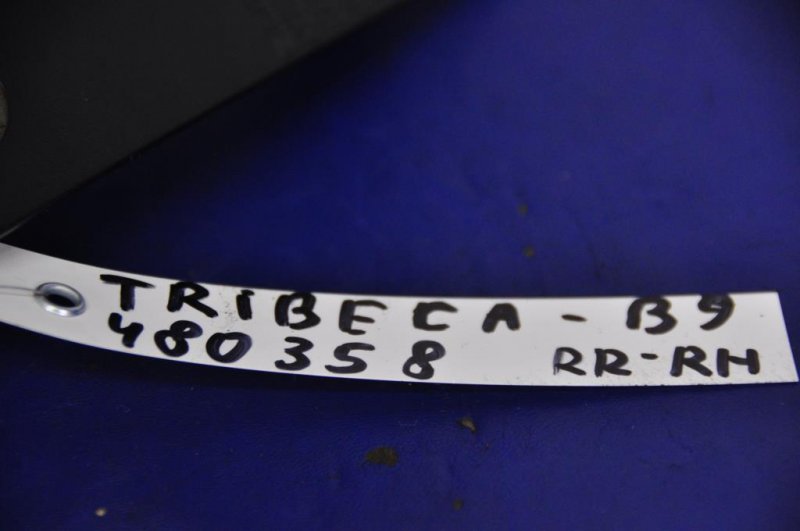 TRiBECA - B9
480358 RR-RH